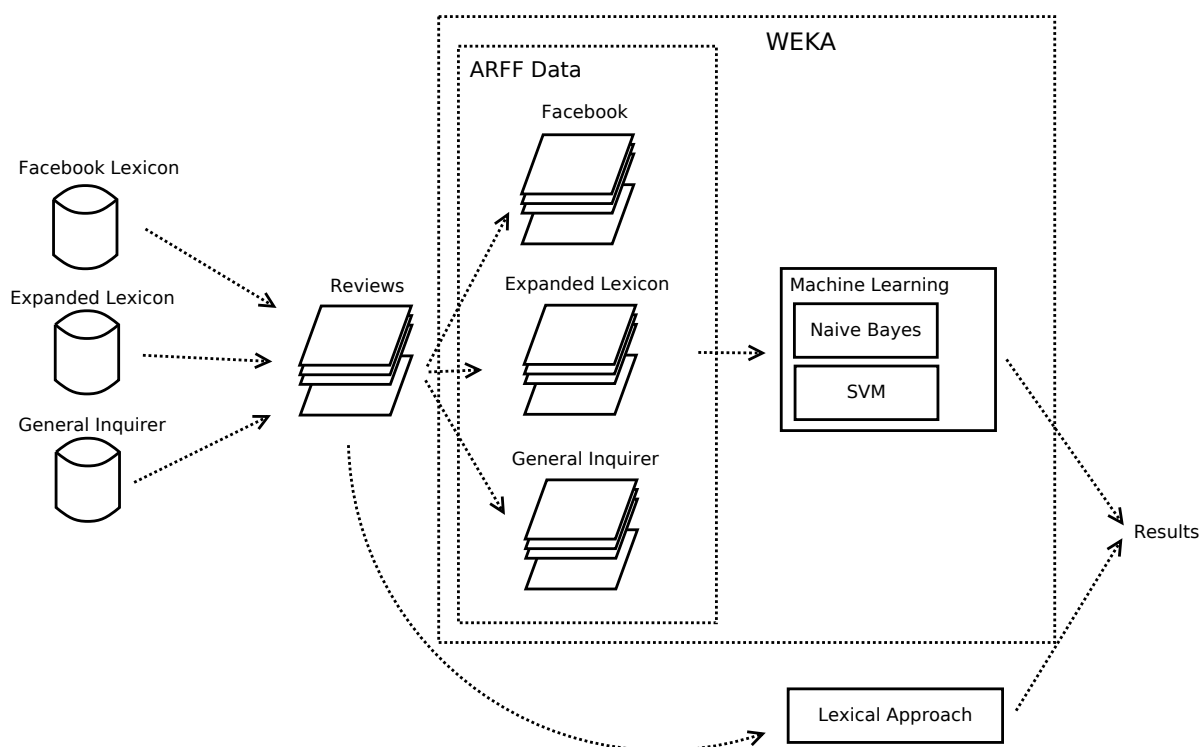 WEKA
ARFF Data
Facebook
Facebook Lexicon
Expanded Lexicon
General Inquirer
Reviews
Expanded Lexicon
General Inquirer
Machine Learning
Naive Bayes
SVM
Results
Lexical Approach